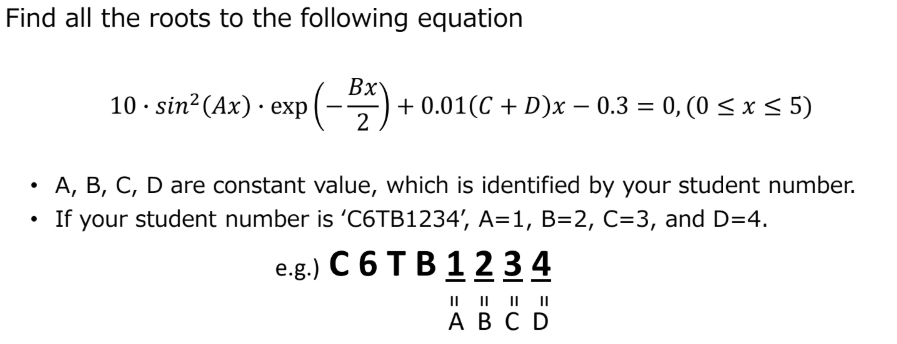 Find all the roots to the following equation
10 · sin²(Ax) · exp(−Bx/2) + 0.01(C + D)x − 0.3 = 0, (0 ≤ x ≤ 5)
• A, B, C, D are constant value, which is identified by your student number.
• If your student number is ‘C6TB1234’, A=1, B=2, C=3, and D=4.
e.g.) C 6 T B 1 2 3 4
= = = =
A B C D